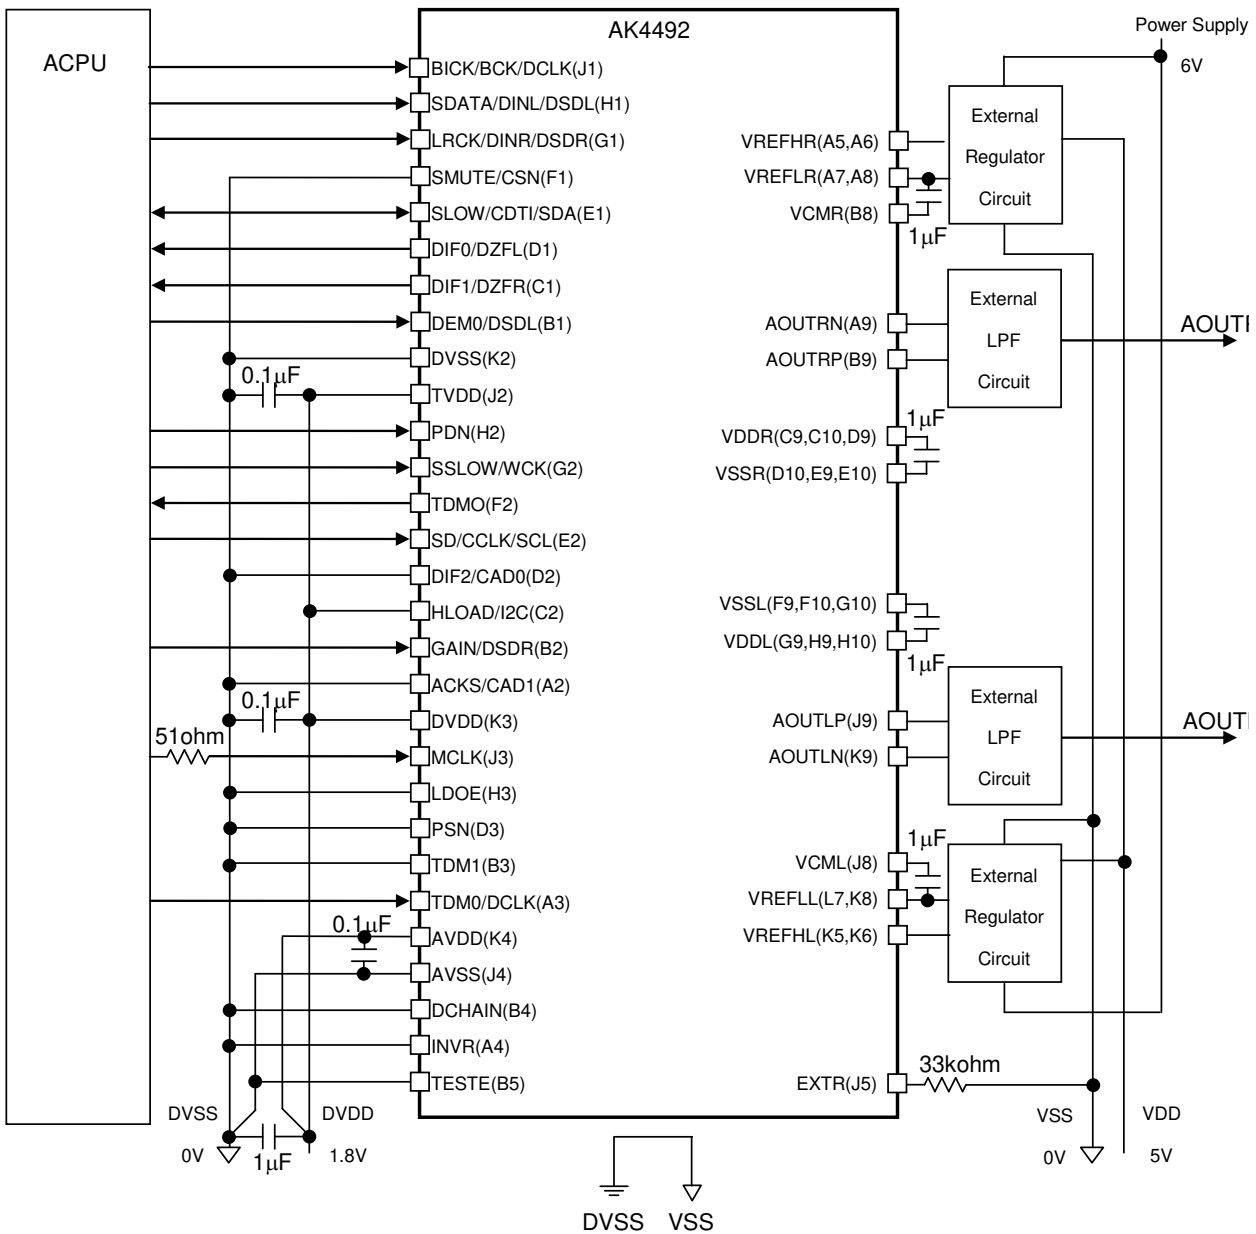 AK4492
Power Supply
6V
ACPU
BICK/BCK/DCLK(J1)
SDATA/DINL/DSDL(H1)
LRCK/DINR/DSDR(G1)
SMUTE/CSN(F1)
SLOW/CDTI/SDA(E1)
DIF0/DZFL(D1)
DIF1/DZFR(C1)
DEM0/DSDL(B1)
DVSS(K2)
0.1µF
TVDD(J2)
PDN(H2)
SSLOW/WCK(G2)
TDMO(F2)
SD/CCLK/SCL(E2)
DIF2/CAD0(D2)
HLOAD/I2C(C2)
GAIN/DSDR(B2)
ACKS/CAD1(A2)
0.1µF
DVDD(K3)
51ohm
MCLK(J3)
LDOE(H3)
PSN(D3)
TDM1(B3)
TDM0/DCLK(A3)
0.1µF
AVDD(K4)
AVSS(J4)
DCHAIN(B4)
INVR(A4)
TESTE(B5)
DVSS
DVDD
0V
1µF
1.8V
VREFHR(A5,A6)
VREFLR(A7,A8)
VCMR(B8)
1µF
External
Regulator
Circuit
AOUTRN(A9)
AOUTRP(B9)
External
LPF
Circuit
AOUTR
1µF
VDDR(C9,C10,D9)
VSSR(D10,E9,E10)
VSSL(F9,F10,G10)
VDDL(G9,H9,H10)
1µF
AOUTLP(J9)
AOUTLN(K9)
External
LPF
Circuit
AOUT
1µF
VCML(J8)
VREFLL(L7,K8)
VREFHL(K5,K6)
External
Regulator
Circuit
EXTR(J5)
33kohm
VSS
VDD
0V
5V
DVSS
VSS